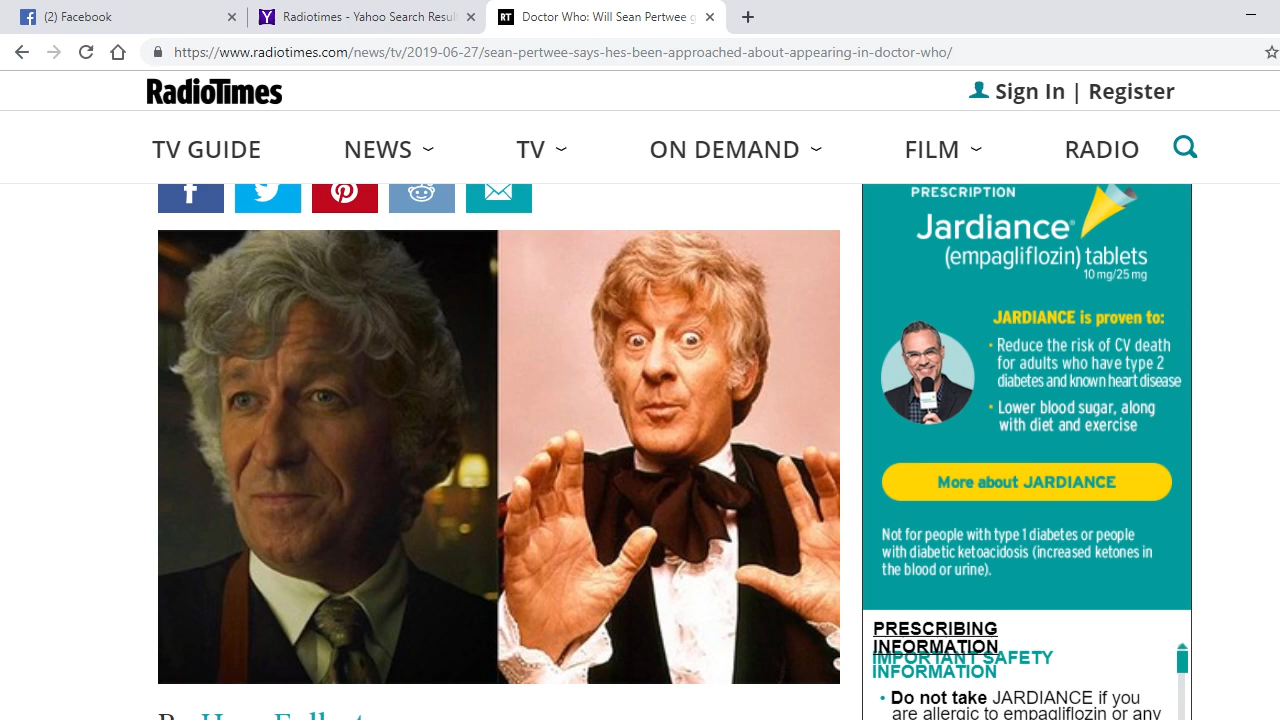 (2) Facebook
Radiotimes - Yahoo Search Resul
RT
Doctor Who: Will Sean Pertwee g
https://www.radiotimes.com/news/tv/2019-06-27/sean-pertwee-says-hes-been-approached-about-appearing-in-doctor-who/
RadioTimes
Sign In | Register
TV GUIDE
NEWS
TV
ON DEMAND
FILM
RADIO
PRESCRIPTION
Jardiance®
(empagliflozin) tablets
10 mg/25 mg
JARDIANCE is proven to:
• Reduce the risk of CV death
for adults who have type 2
diabetes and known heart disease
• Lower blood sugar, along
with diet and exercise
More about JARDIANCE
Not for people with type 1 diabetes or people
with diabetic ketoacidosis (increased ketones in
the blood or urine).
PRESCRIBING
INFORMATION
IMPORTANT SAFETY
INFORMATION
• Do not take JARDIANCE if you
are allergic to empagliflozin or any